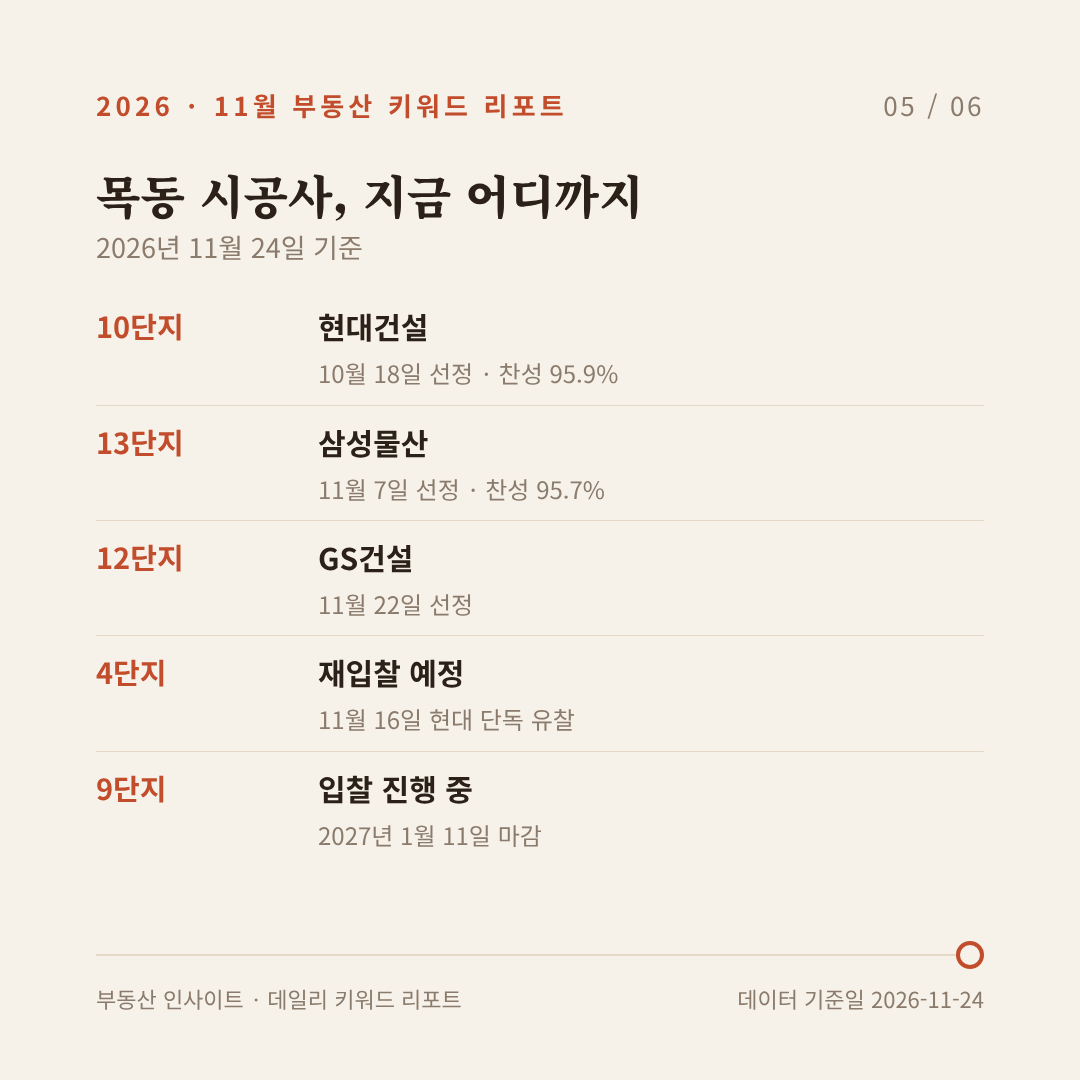 2026 · 11월 부동산 키워드 리포트
05 / 06
목동 시공사, 지금 어디까지
2026년 11월 24일 기준
10단지
현대건설
10월 18일 선정 · 찬성 95.9%
13단지
삼성물산
11월 7일 선정 · 찬성 95.7%
12단지
GS건설
11월 22일 선정
4단지
재입찰 예정
11월 16일 현대 단독 유찰
9단지
입찰 진행 중
2027년 1월 11일 마감
부동산 인사이트 · 데일리 키워드 리포트
데이터 기준일 2026-11-24